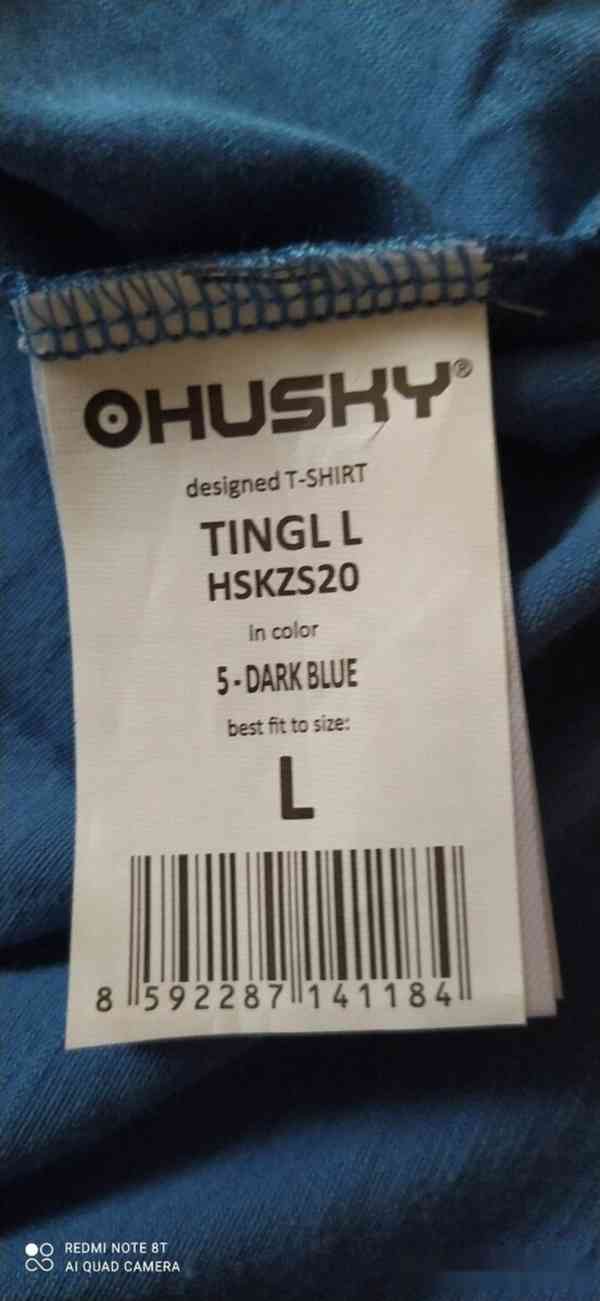 HUSKY®
designed T-SHIRT
TINGL L
HSKZS20
in color
5 - DARK BLUE
best fit to size:
L
8 592287 141184
REDMI NOTE 8T
AI QUAD CAMERA